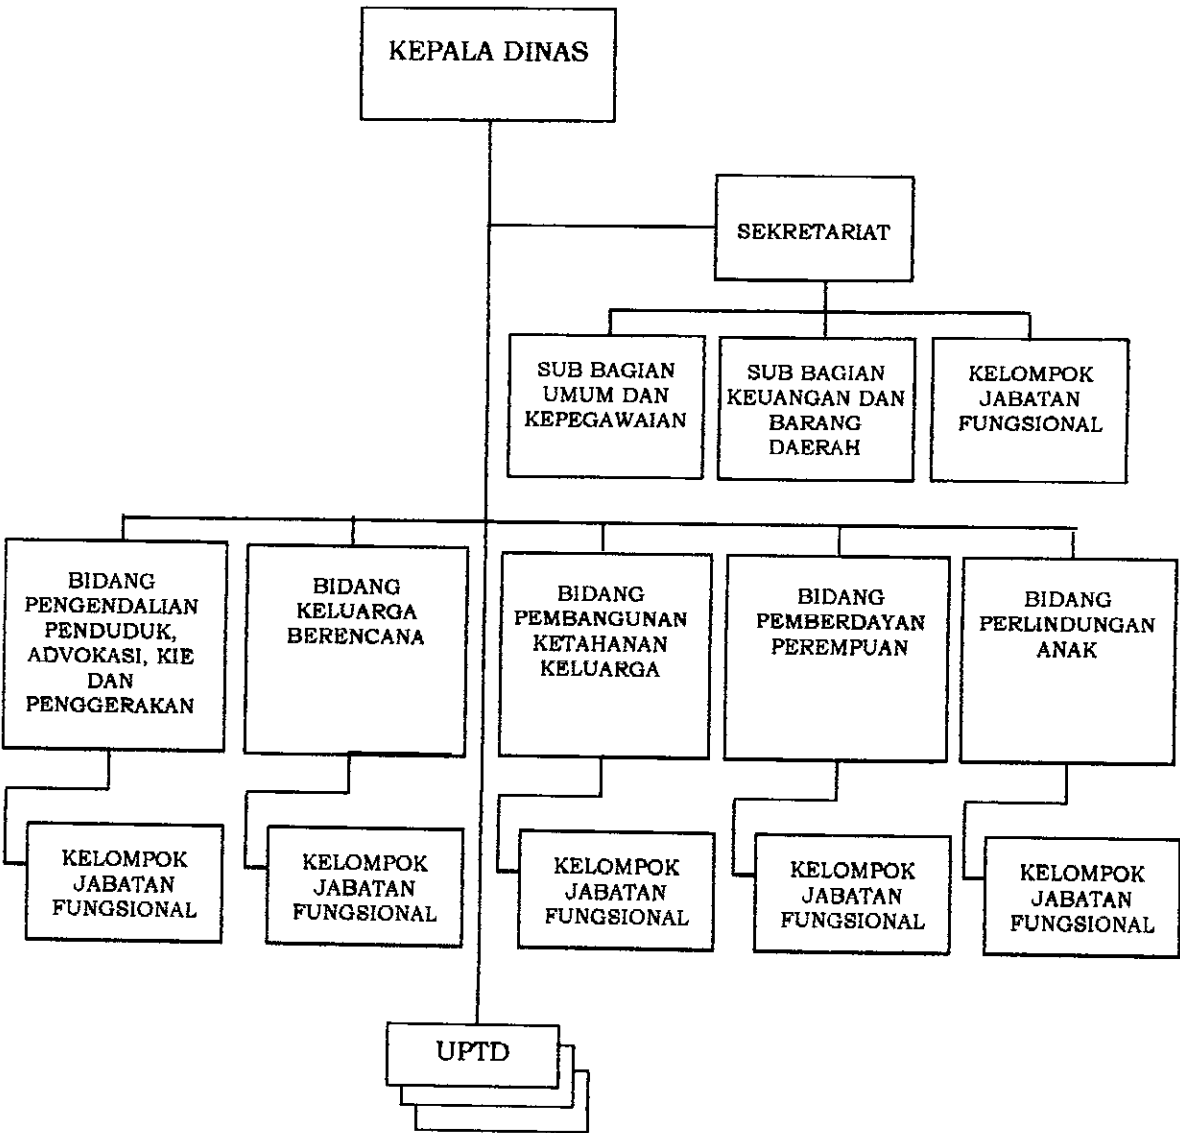 KEPALA DINAS
SEKRETARIAT
SUB BAGIAN
UMUM DAN
KEPEGAWAIAN
SUB BAGIAN
KEUANGAN DAN
BARANG
DAERAH
KELOMPOK
JABATAN
FUNGSIONAL
BIDANG
PENGENDALIAN
PENDUDUK,
ADVOKASI, KIE
DAN
PENGGERAKAN
BIDANG
KELUARGA
BERENCANA
BIDANG
PEMBANGUNAN
KETAHANAN
KELUARGA
BIDANG
PEMBERDAYAN
PEREMPUAN
BIDANG
PERLINDUNGAN
ANAK
KELOMPOK
JABATAN
FUNGSIONAL
KELOMPOK
JABATAN
FUNGSIONAL
KELOMPOK
JABATAN
FUNGSIONAL
KELOMPOK
JABATAN
FUNGSIONAL
KELOMPOK
JABATAN
FUNGSIONAL
UPTD